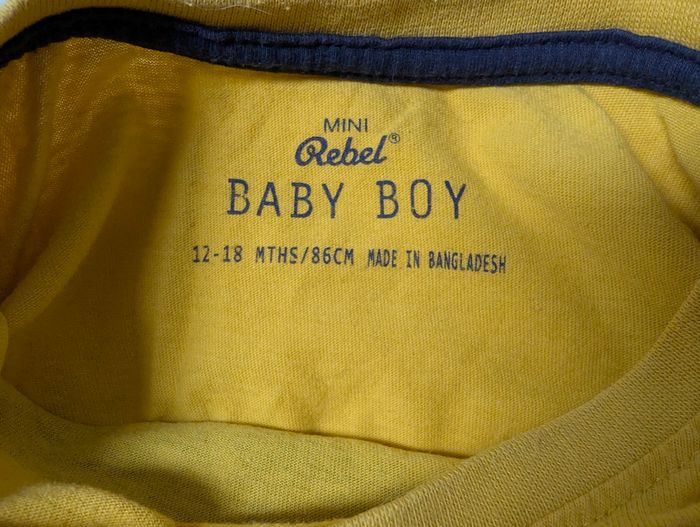 MINI
Rebel®
BABY BOY
12-18 MTHS/86CM MADE IN BANGLADESH